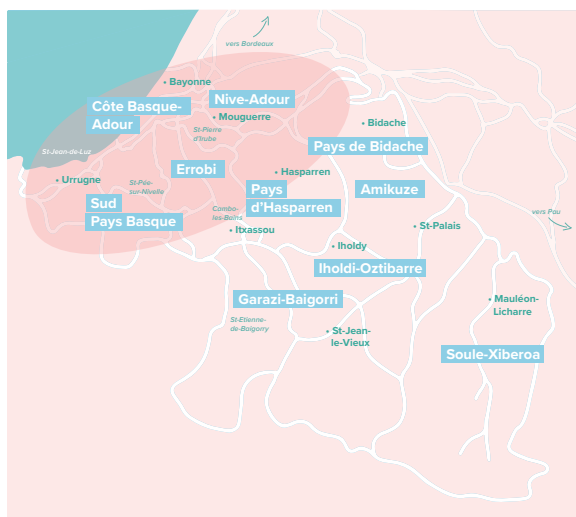 vers Bordeaux
Bayonne
Nive-Adour
Côte Basque-
Adour
Mouguerre
Bidache
St-Pierre
d'Irube
Pays de Bidache
St-Jean-de-Luz
Errobi
Hasparren
Urrugne
St-Pée-
sur-Nivelle
Pays
d'Hasparren
Amikuze
Sud
Pays Basque
Cambo-
les-Bains
vers Pau
Itxassou
St-Palais
Iholdy
Iholdi-Oztibarre
Garazi-Baigorri
Mauléon-
Licharre
St-Etienne-
de-Baigorry
St-Jean-
le-Vieux
Soule-Xiberoa